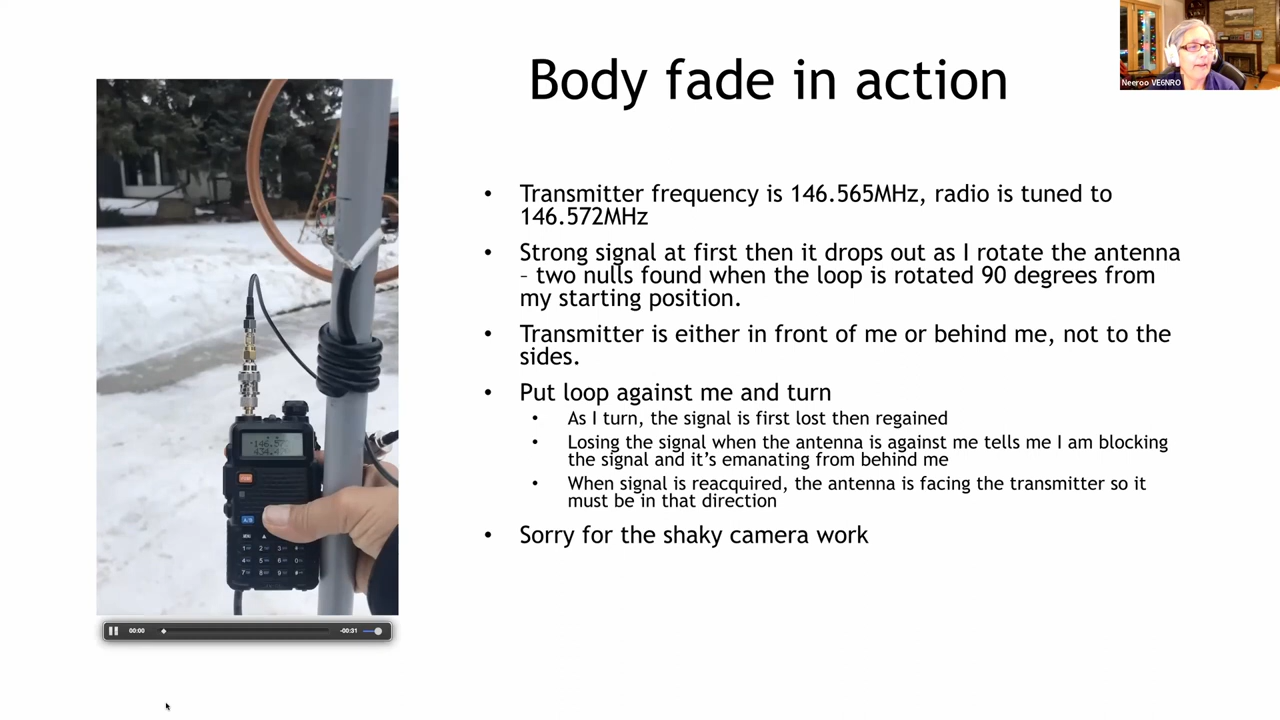 Body fade in action
Neeroo VE6NRO
• Transmitter frequency is 146.565MHz, radio is tuned to
146.572MHz
• Strong signal at first then it drops out as I rotate the antenna
– two nulls found when the loop is rotated 90 degrees from
my starting position.
• Transmitter is either in front of me or behind me, not to the
sides.
• Put loop against me and turn
• As I turn, the signal is first lost then regained
• Losing the signal when the antenna is against me tells me I am blocking
the signal and it's emanating from behind me
• When signal is reacquired, the antenna is facing the transmitter so it
must be in that direction
• Sorry for the shaky camera work
A/B
00:00
-00:31